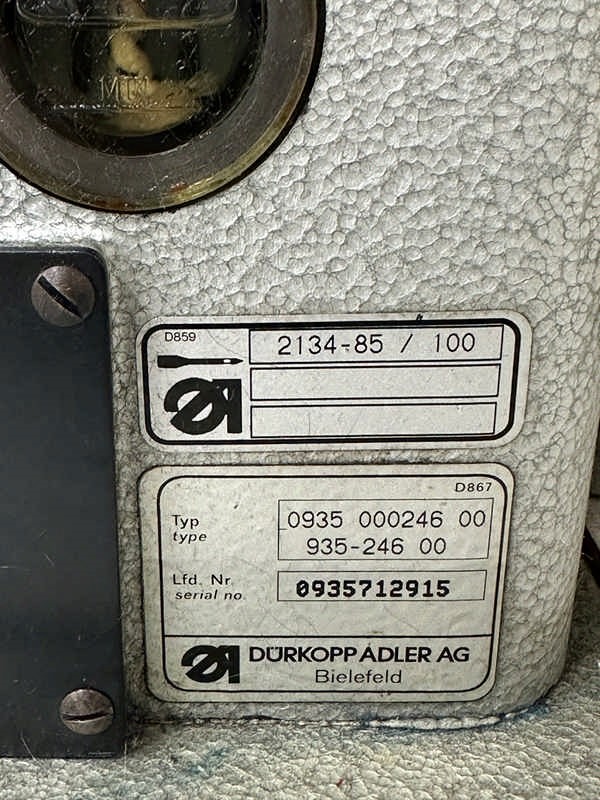 MIN
D859
2134-85 / 100
D867
Typ
type
0935 000246 00
935-246 00
Lfd. Nr.
serial no.
0935712915
DÜRKOPP ADLER AG
Bielefeld